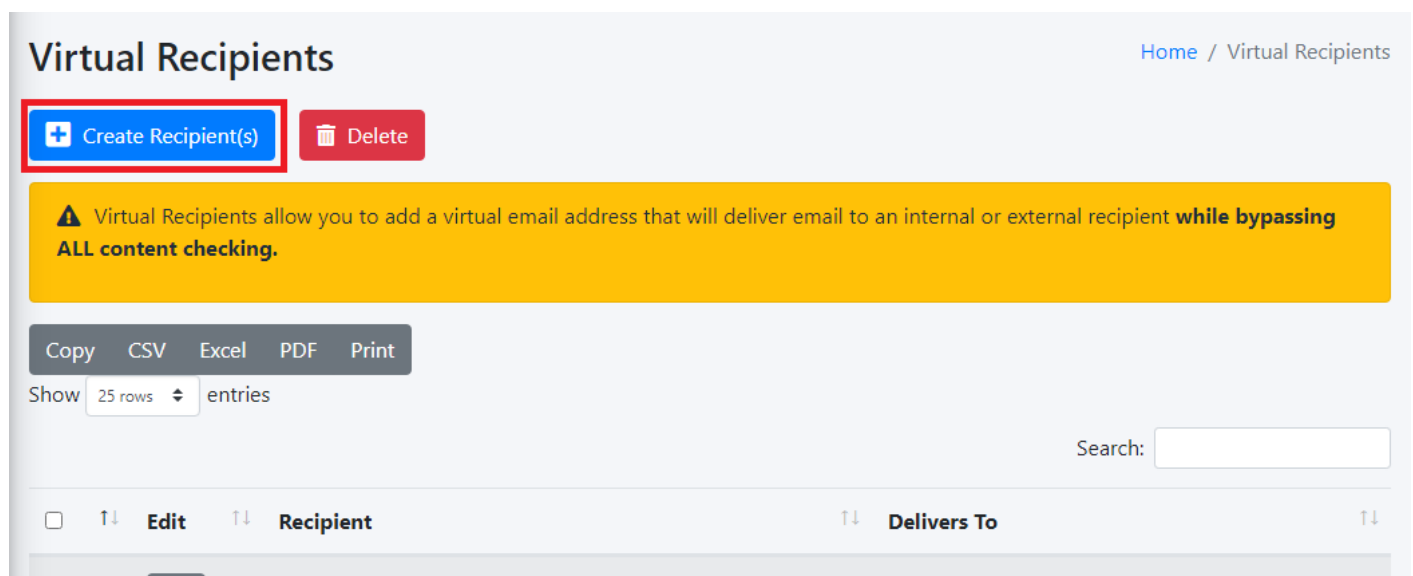 Virtual Recipients
Home / Virtual Recipients
Create Recipient(s)
Delete
Virtual Recipients allow you to add a virtual email address that will deliver email to an internal or external recipient while bypassing
ALL content checking.
Copy CSV Excel PDF Print
Show 25 rows entries
Search:
Edit Recipient Delivers To